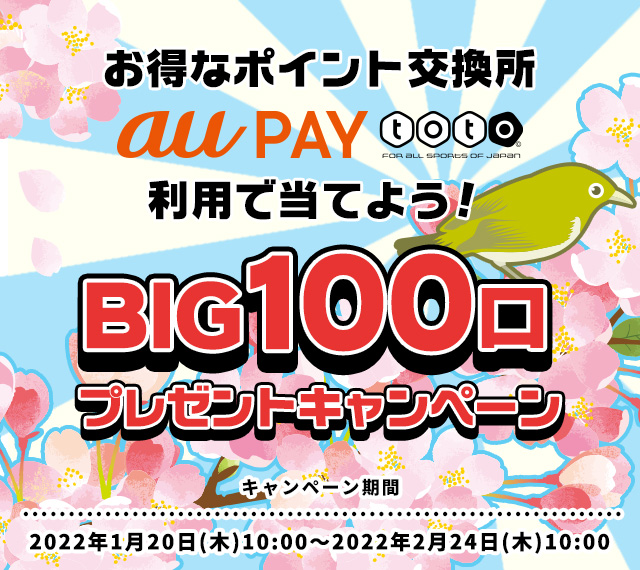 お得なポイント交換所
au PAY toto
FOR ALL SPORTS OF JAPAN
利用で当てよう!
BIG100口
プレゼントキャンペーン
キャンペーン期間
2022年1月20日(木)10:00～2022年2月24日(木)10:00